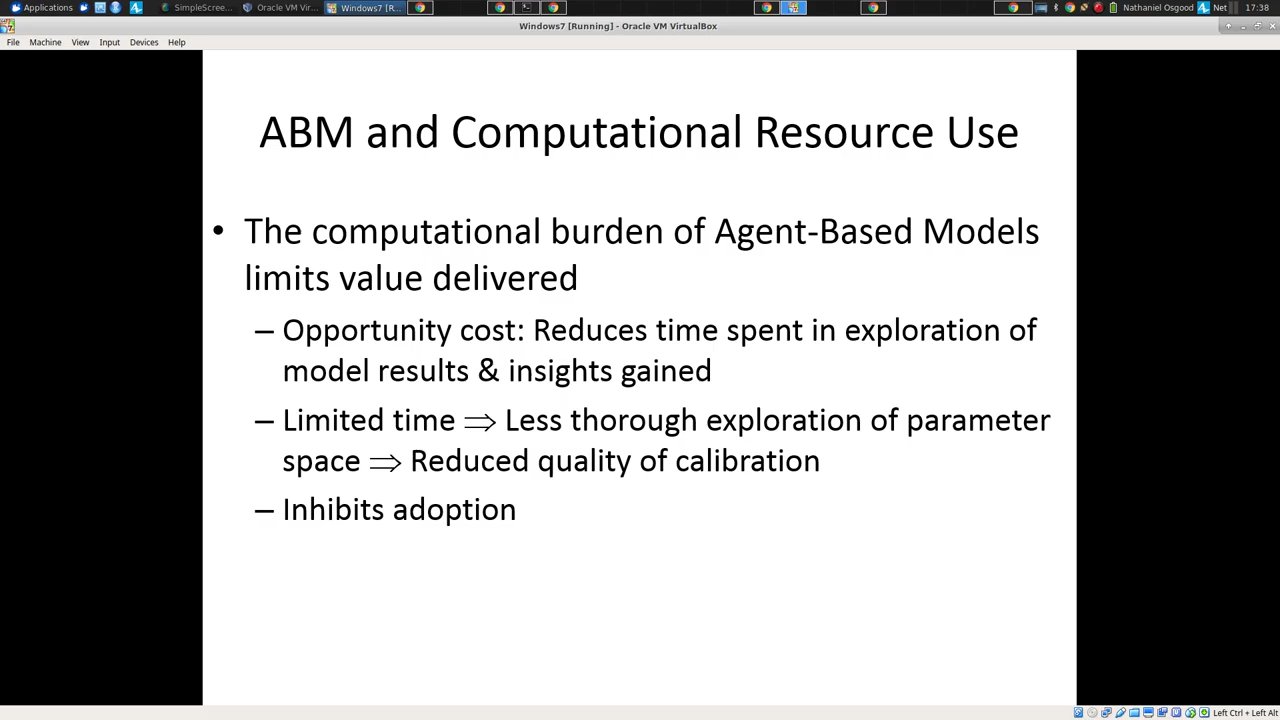 Applications
SimpleScree...
Oracle VM Vir...
Windows7 [R...
Nathaniel Osgood
Net
17:38
Windows7 [Running] - Oracle VM VirtualBox
File Machine View Input Devices Help
ABM and Computational Resource Use
• The computational burden of Agent-Based Models
limits value delivered
– Opportunity cost: Reduces time spent in exploration of
model results & insights gained
– Limited time ⇒ Less thorough exploration of parameter
space ⇒ Reduced quality of calibration
– Inhibits adoption
Left Ctrl + Left Alt